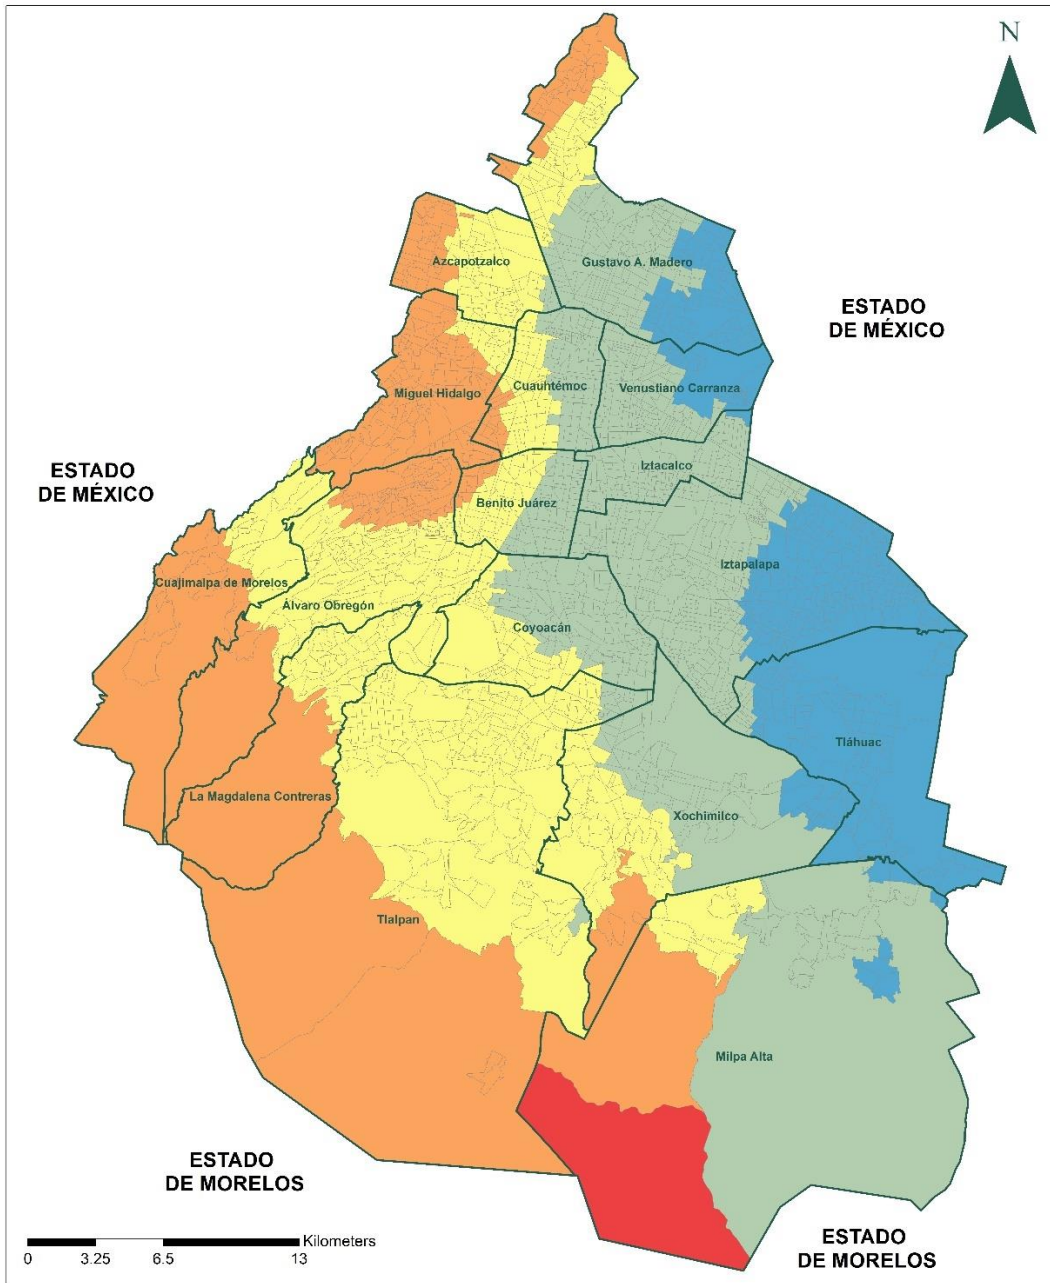 N
Azcapotzalco
Gustavo A. Madero
ESTADO
DE MÉXICO
Miguel Hidalgo
Cuauhtémoc
Venustiano Carranza
ESTADO
DE MÉXICO
Iztacalco
Benito Juárez
Iztapalapa
Cuajimalpa de Morelos
Álvaro Obregón
Coyoacán
Tláhuac
La Magdalena Contreras
Xochimilco
Tlalpan
Milpa Alta
ESTADO
DE MORELOS
ESTADO
DE MORELOS
Kilometers
0 3.25 6.5 13